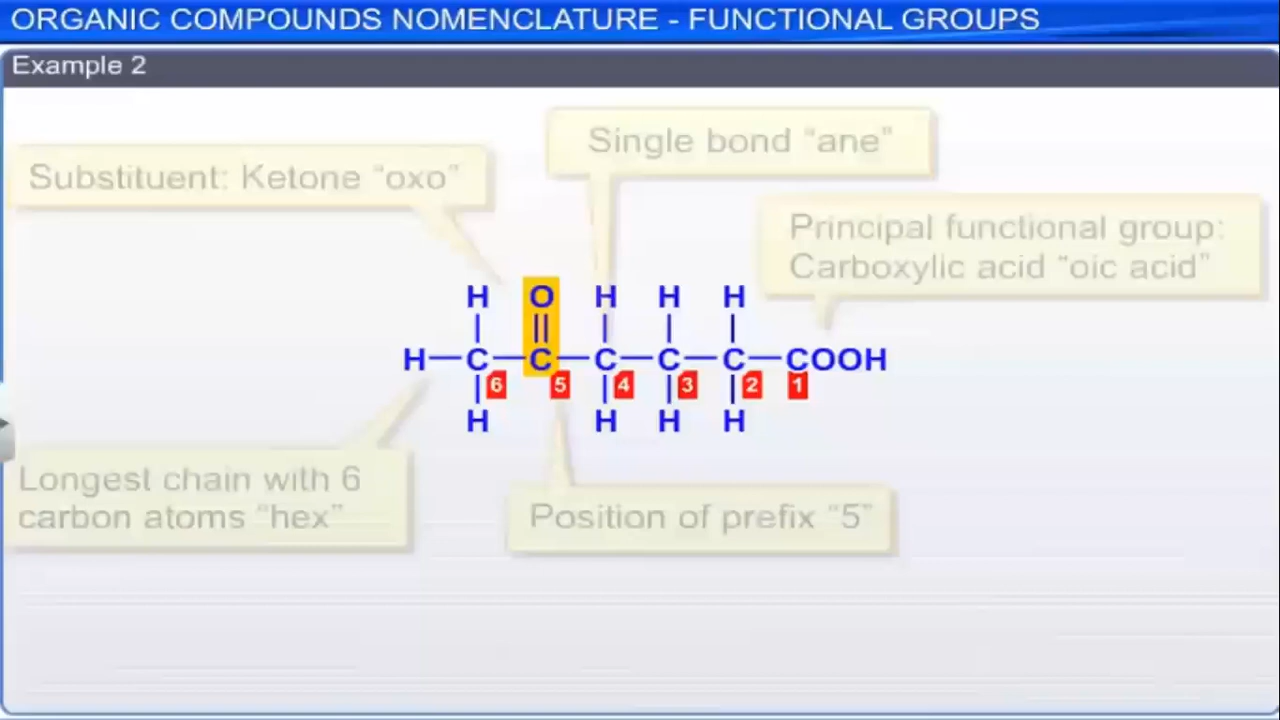 ORGANIC COMPOUNDS NOMENCLATURE - FUNCTIONAL GROUPS
Example 2
Single bond “ane”
Substituent: Ketone “oxo”
Principal functional group:
Carboxylic acid “oic acid”
H O H H H
H C C C C C COOH
6 5 4 3 2 1
H H H H
Longest chain with 6
carbon atoms “hex”
Position of prefix “5”